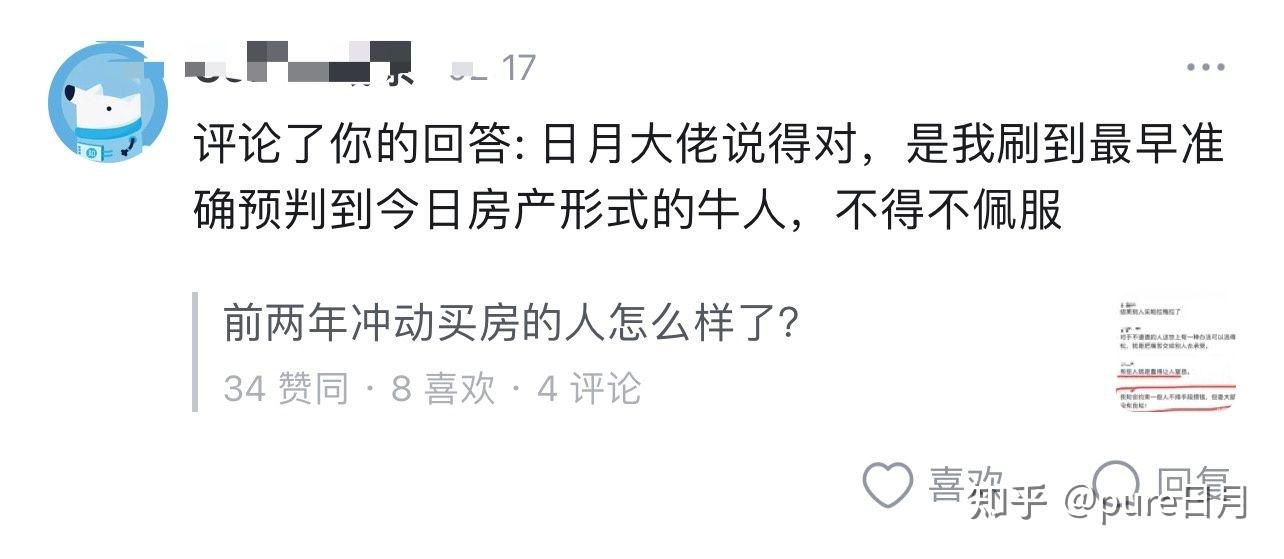 17
评论了你的回答: 日月大佬说得对，是我刷到最早准
确预判到今日房产形式的牛人，不得不佩服
前两年冲动买房的人怎么样了？
34 赞同 · 8 喜欢 · 4 评论
喜欢
回复
知乎 @pure日月